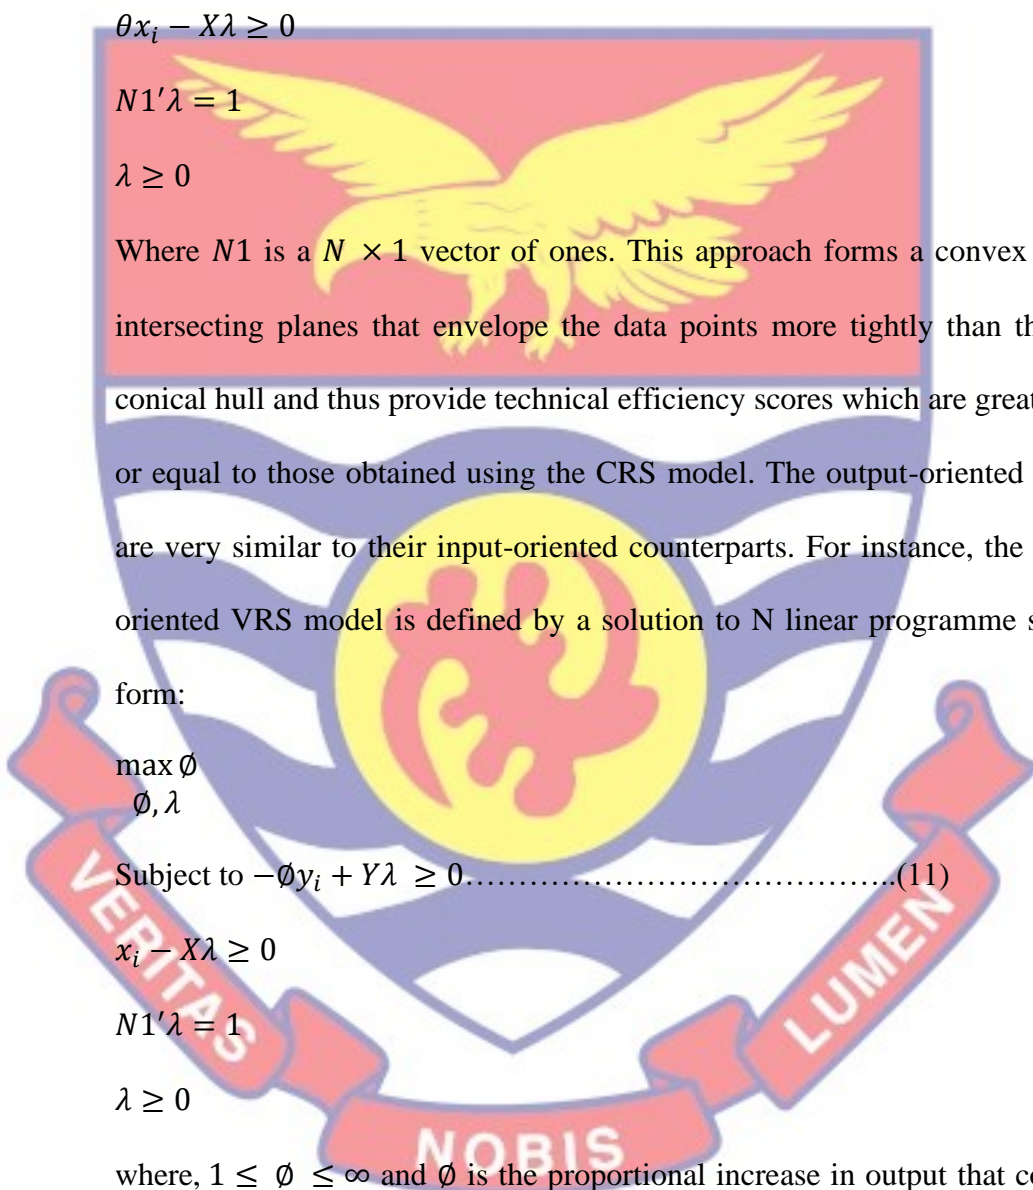 θx_i − Xλ ≥ 0
N1′λ = 1
λ ≥ 0
Where N1 is a N × 1 vector of ones. This approach forms a convex
intersecting planes that envelope the data points more tightly than
conical hull and thus provide technical efficiency scores which are
or equal to those obtained using the CRS model. The output-oriented
are very similar to their input-oriented counterparts. For instance, the
oriented VRS model is defined by a solution to N linear programme
form:
max ∅
∅, λ
Subject to −∅y_i + Yλ ≥ 0…………………………………..(11)
x_i − Xλ ≥ 0
N1′λ = 1
λ ≥ 0
where, 1 ≤ ∅ ≤ ∞ and ∅ is the proportional increase in output that
VERITAS
NOBIS
LUMEN